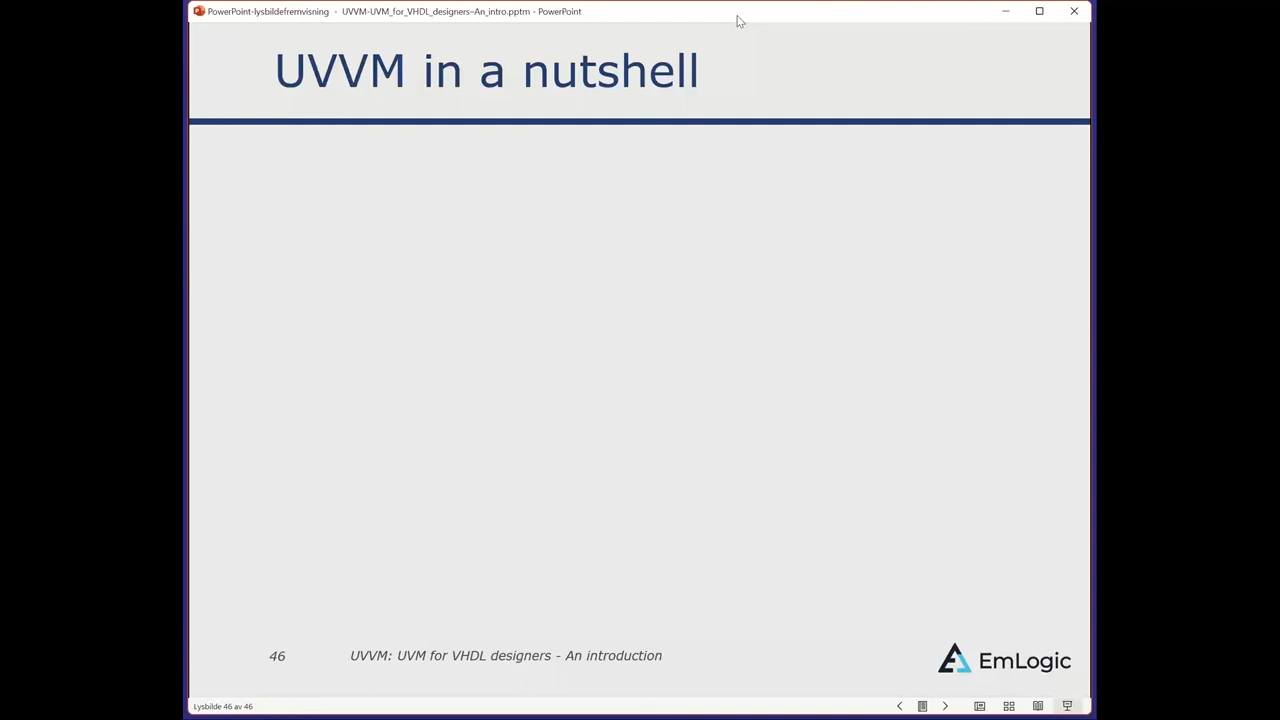 PowerPoint-lysbildefremvisning - UVVM-UVM_for_VHDL_designers–An_intro.pptm - PowerPoint
UVVM in a nutshell
46 UVVM: UVM for VHDL designers - An introduction
EmLogic
Lysbilde 46 av 46